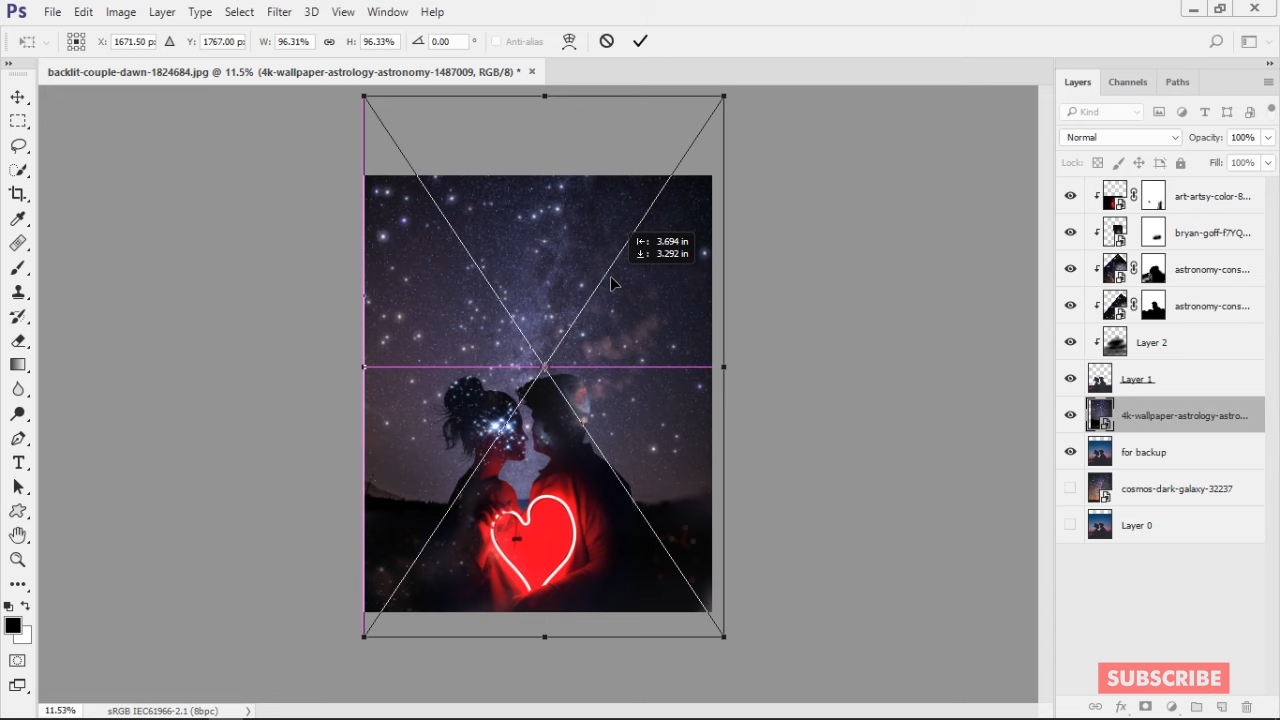 Ps File Edit Image Layer Type Select Filter 3D View Window Help
X: 1671.50 px Y: 1767.00 px W: 96.31% H: 96.33% 0.00 ° Anti-alias
backlit-couple-dawn-1824684.jpg @ 11.5% (4k-wallpaper-astrology-astronomy-1487009, RGB/8) * ×
Layers Channels Paths
Kind
Normal Opacity: 100%
Lock: Fill: 100%
art-artsy-color-8...
bryan-goff-f7YQ...
astronomy-cons...
astronomy-cons...
Layer 2
Layer 1
4k-wallpaper-astrology-astro...
for backup
cosmos-dark-galaxy-32237
Layer 0
3.694 in
3.292 in
SUBSCRIBE
11.53% sRGB IEC61966-2.1 (8bpc)
fx